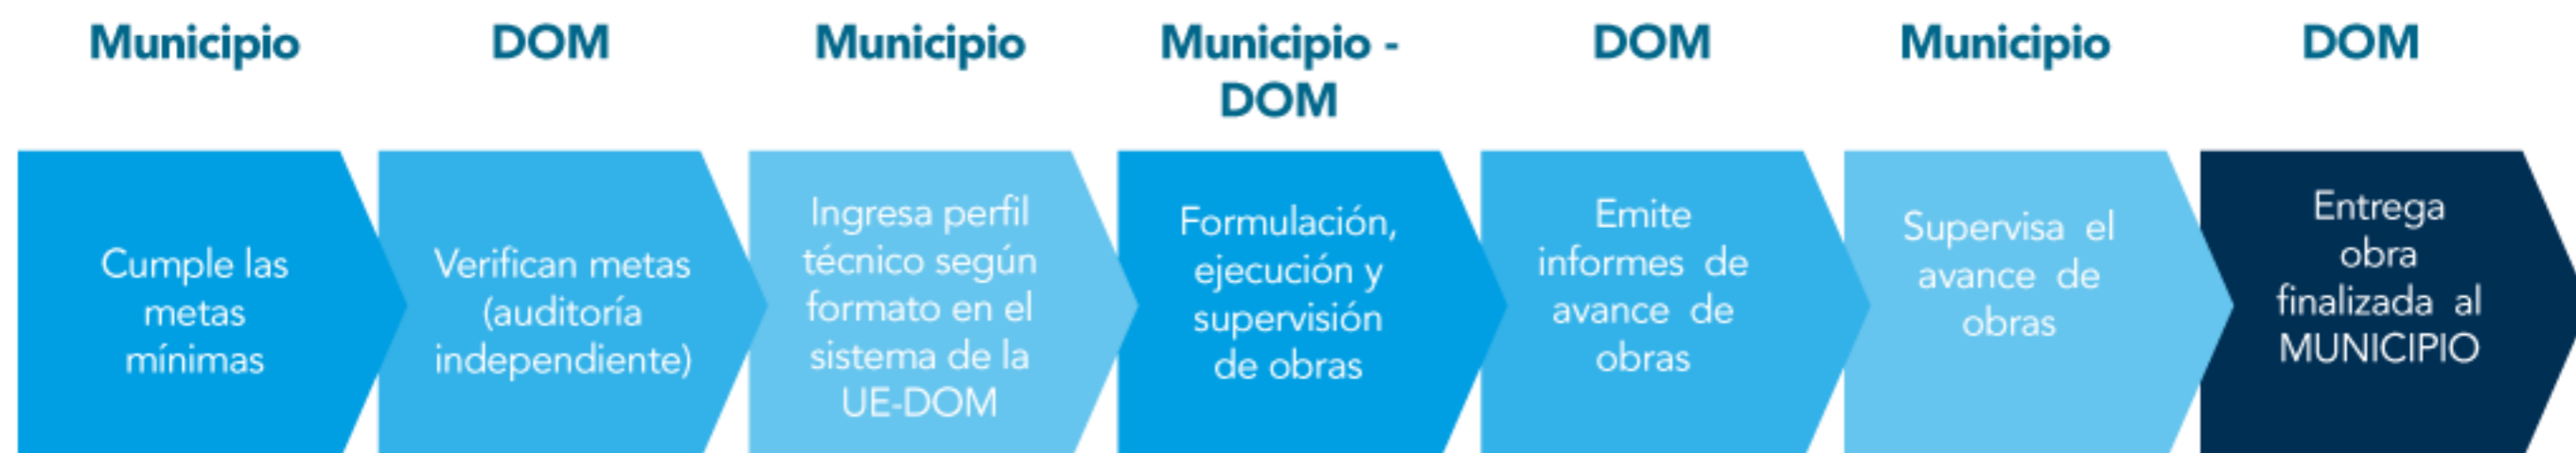 Municipio
Cumple las
metas
mínimas
DOM
Verifican metas
(auditoría
independiente)
Municipio
Ingresa perfil
técnico según
formato en el
sistema de la
UE-DOM
Municipio -
DOM
Formulación,
ejecución y
supervisión
de obras
DOM
Emite
informes de
avance de
obras
Municipio
Supervisa el
avance de
obras
DOM
Entrega
obra
finalizada al
MUNICIPIO